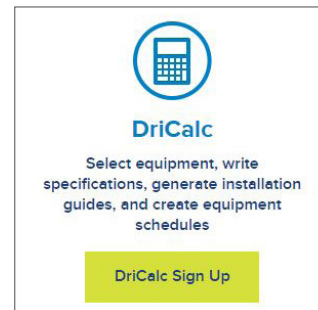 DriCalc
Select equipment, write
specifications, generate installation
guides, and create equipment
schedules
DriCalc Sign Up